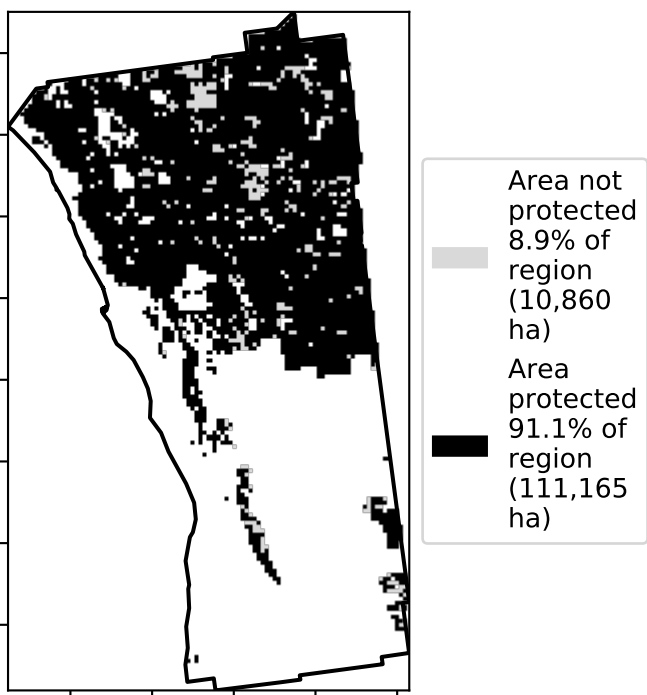 Area not
protected
8.9% of
region
(10,860
ha)
Area
protected
91.1% of
region
(111,165
ha)